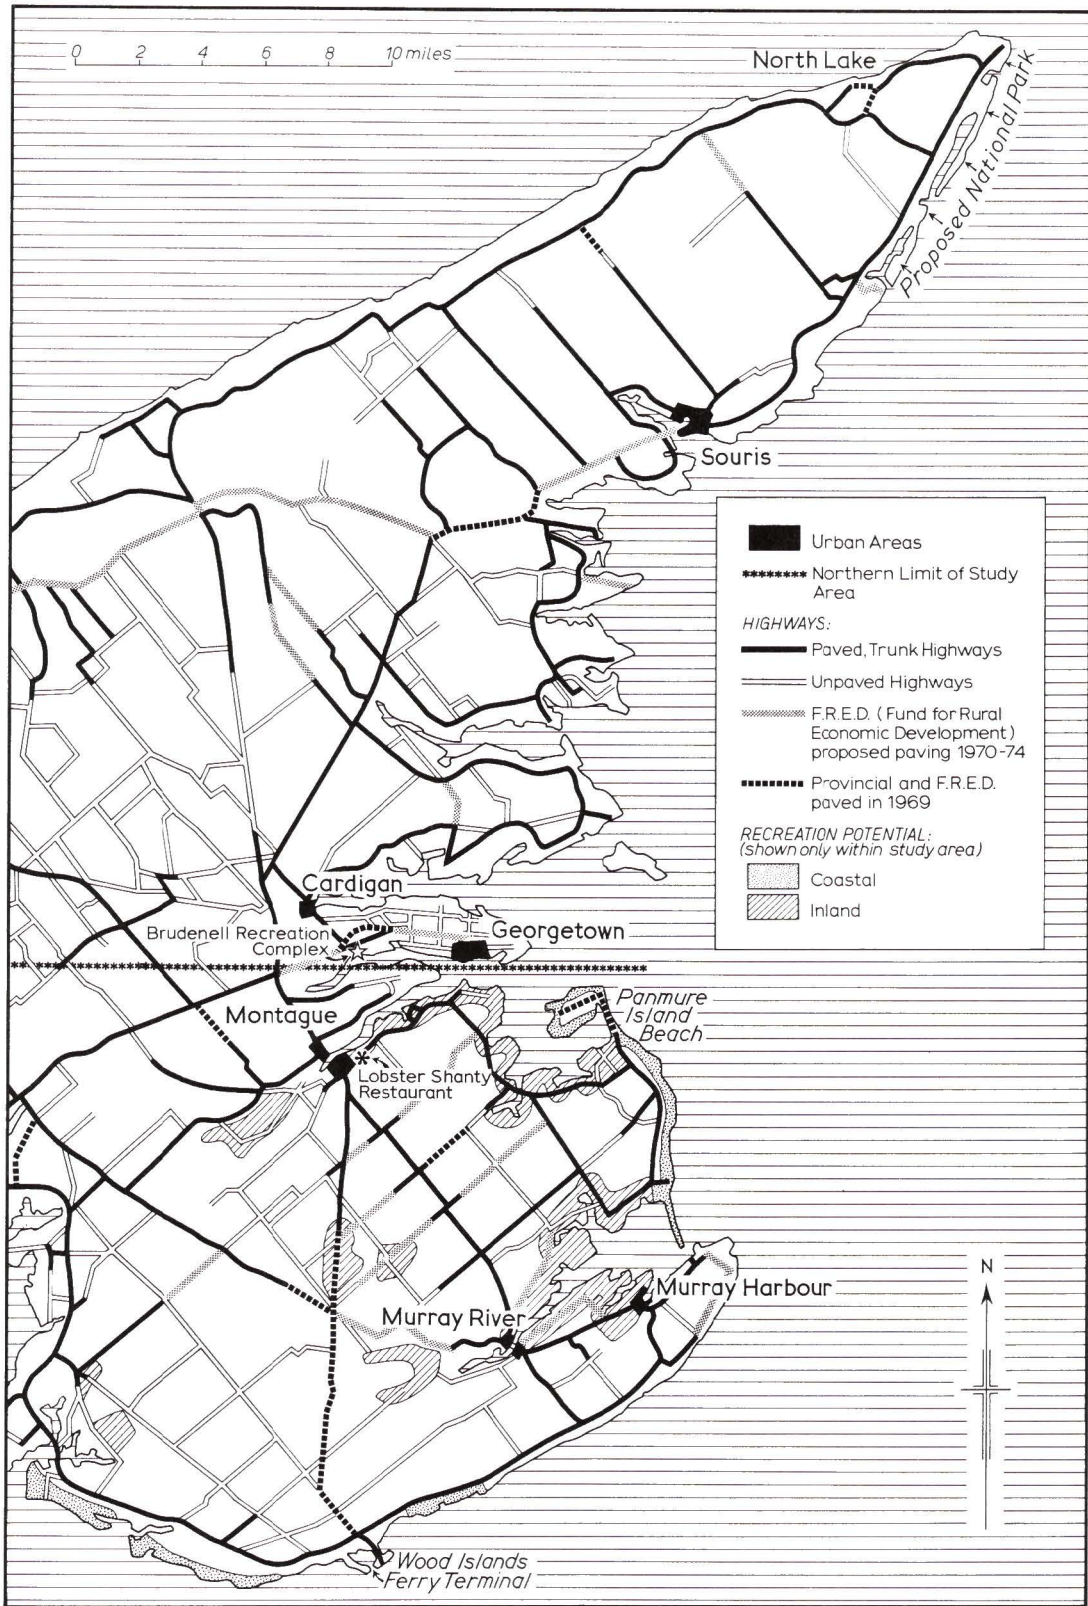 0 2 4 6 8 10 miles
North Lake
Proposed National Park
Souris
Urban Areas
Northern Limit of Study
Area
HIGHWAYS:
Paved, Trunk Highways
Unpaved Highways
F.R.E.D. (Fund for Rural
Economic Development)
proposed paving 1970-74
Provincial and F.R.E.D.
paved in 1969
RECREATION POTENTIAL:
(shown only within study area)
Coastal
Inland
Cardigan
Brudenell Recreation
Complex
Georgetown
Montague
Panmure
Island
Beach
Lobster Shanty
Restaurant
N
Murray Harbour
Murray River
Wood Islands
Ferry Terminal